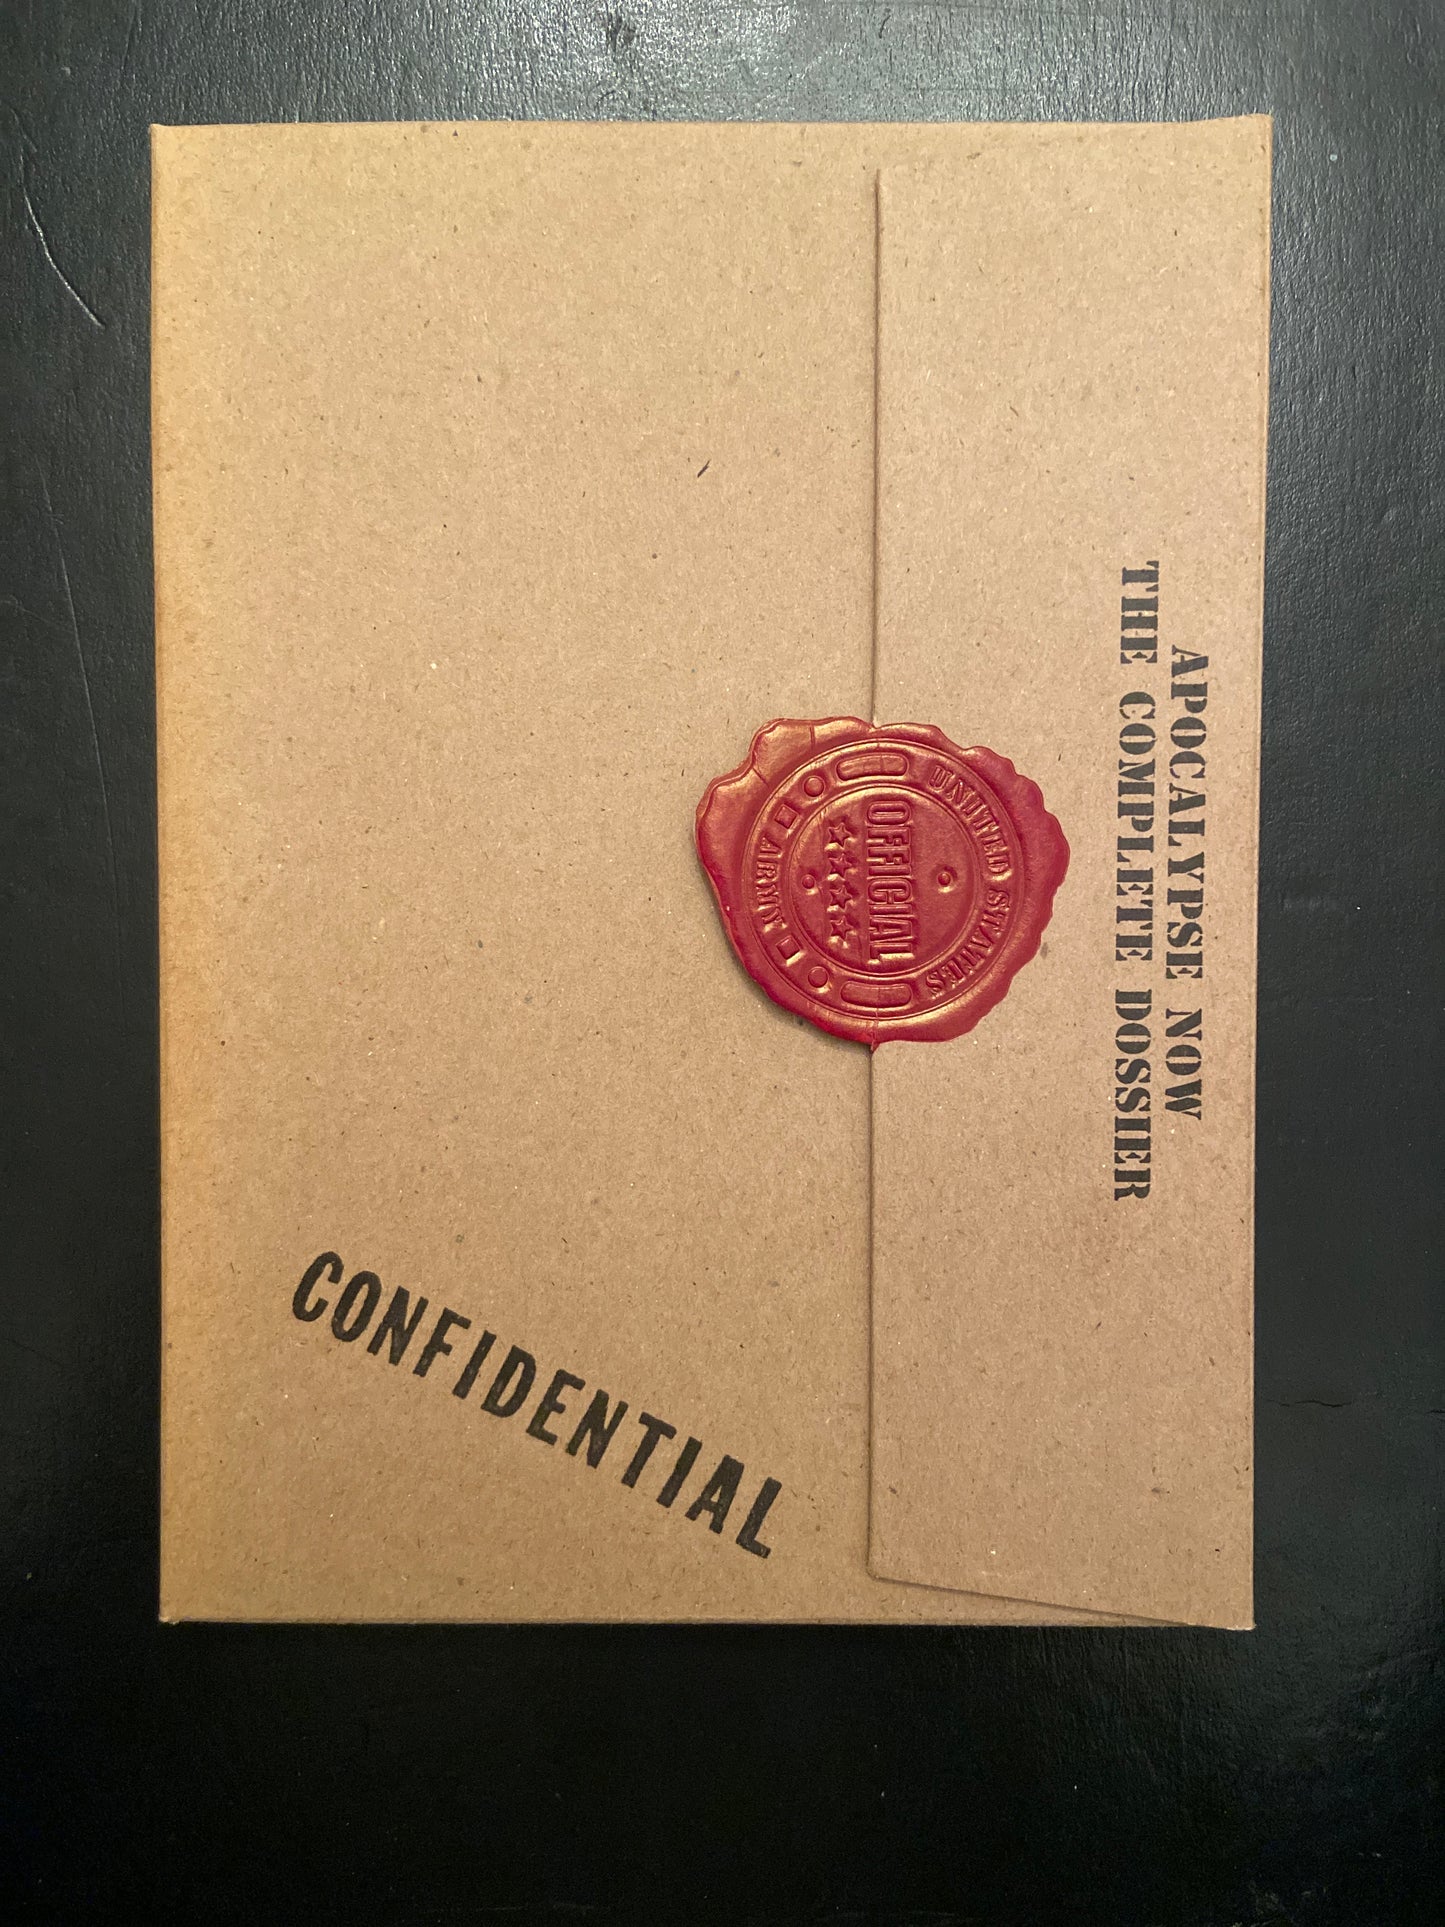 APOCALYPSE NOW
THE COMPLETE DOSSIER
UNITED STATES
OFFICIAL
ARMY
CONFIDENTIAL